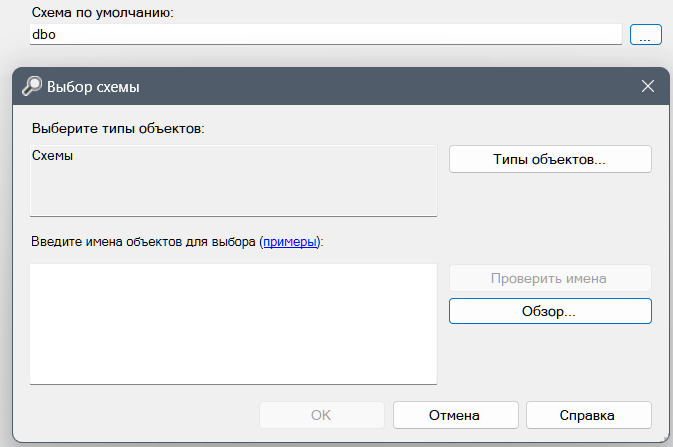 Схема по умолчанию:
dbo
...
Выбор схемы
Выберите типы объектов:
Схемы
Типы объектов...
Введите имена объектов для выбора (примеры):
Проверить имена
Обзор...
OK
Отмена
Справка